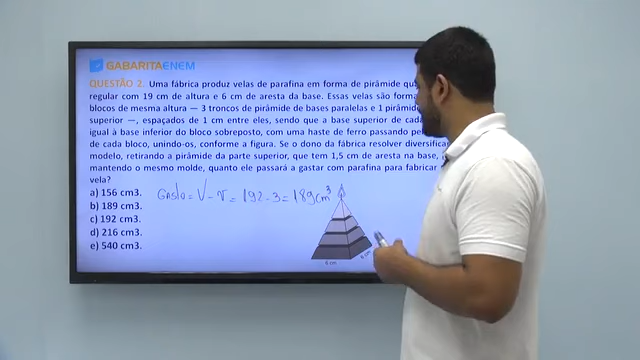 GABARITAENEM
QUESTÃO 2. Uma fábrica produz velas de parafina em forma de pirâmide qu
regular com 19 cm de altura e 6 cm de aresta da base. Essas velas são forma
blocos de mesma altura — 3 troncos de pirâmide de bases paralelas e 1 pirâmid
superior —, espaçados de 1 cm entre eles, sendo que a base superior de cada
igual à base inferior do bloco sobreposto, com uma haste de ferro passando pel
de cada bloco, unindo-os, conforme a figura. Se o dono da fábrica resolver diversific
modelo, retirando a pirâmide da parte superior, que tem 1,5 cm de aresta na base,
mantendo o mesmo molde, quanto ele passará a gastar com parafina para fabricar
vela?
a) 156 cm3.
b) 189 cm3.
c) 192 cm3.
d) 216 cm3.
e) 540 cm3.
Gasto = V - v = 192 - 3 = 189cm³
6 cm
6 cm